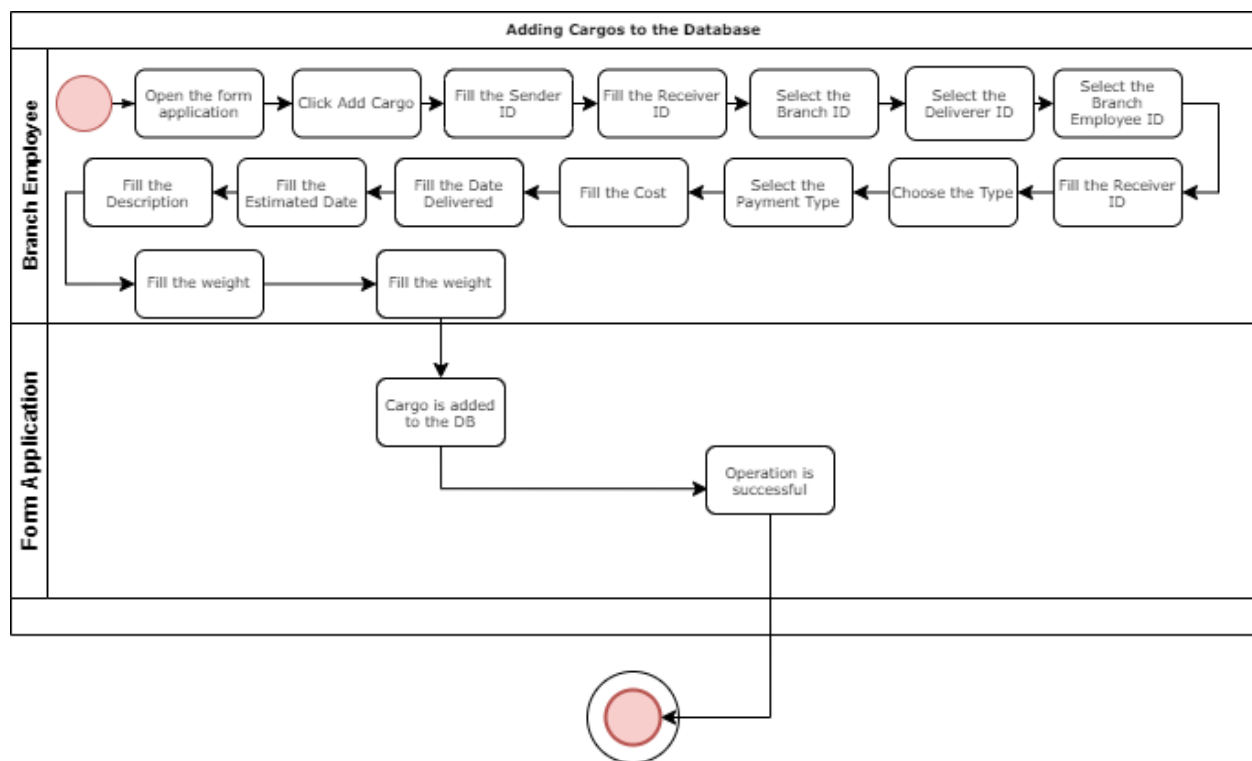 Adding Cargos to the Database
Branch Employee
Open the form
application
Click Add Cargo
Fill the Sender
ID
Fill the Receiver
ID
Select the
Branch ID
Select the
Deliverer ID
Select the
Branch
Employee ID
Fill the Receiver
ID
Choose the Type
Select the
Payment Type
Fill the Cost
Fill the Date
Delivered
Fill the
Estimated Date
Fill the
Description
Fill the weight
Fill the weight
Form Application
Cargo is added
to the DB
Operation is
successful